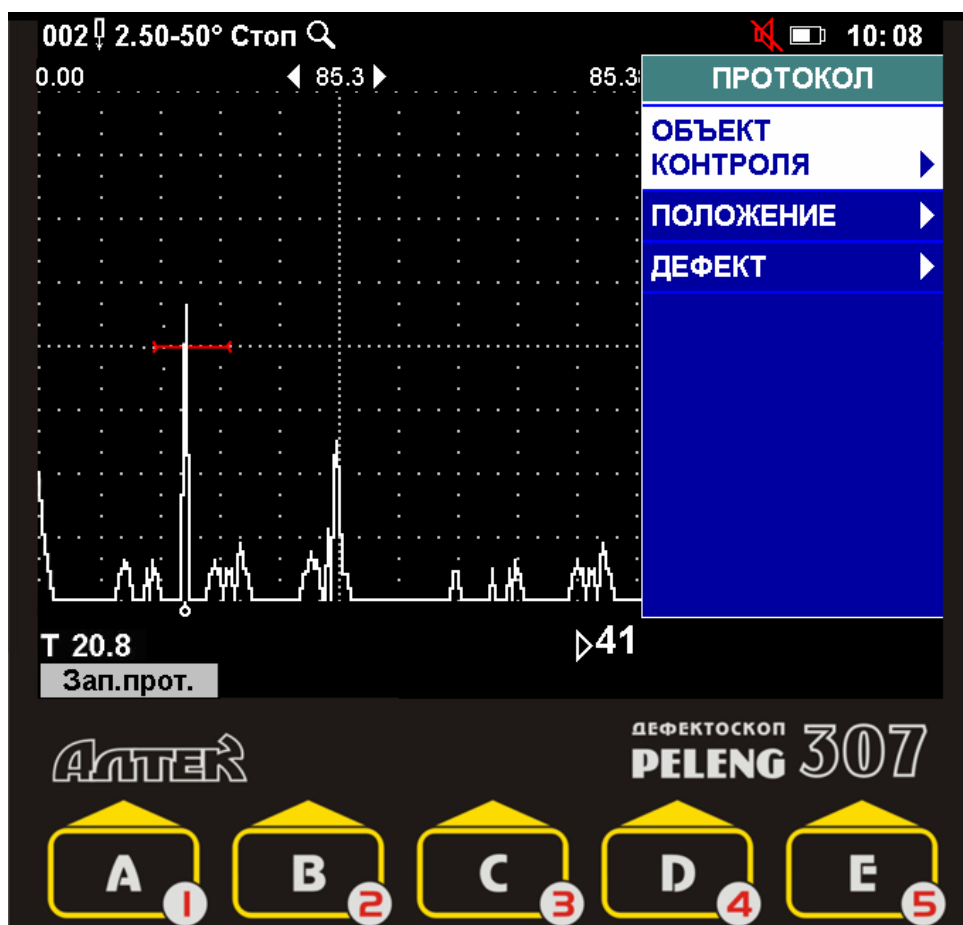 002 2.50-50° Стоп 10:08
0.00 85.3 85.3
ПРОТОКОЛ
ОБЪЕКТ
КОНТРОЛЯ
ПОЛОЖЕНИЕ
ДЕФЕКТ
T 20.8 41
Зап.прот.
АЛТЕК
ДЕФЕКТОСКОП
PELENG 307
A B C D E
1 2 3 4 5